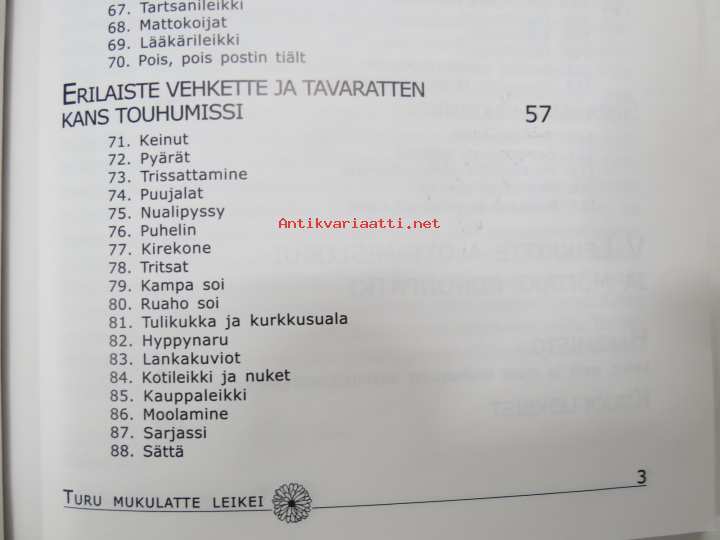 67. Tartsanileikki
68. Mattokoijat
69. Lääkärileikki
70. Pois, pois postin tiält
ERILAISTE VEHKETTE JA TAVARATTEN
KANS TOUHUMISSI 57
71. Keinut
72. Pyärät
73. Trissattamine
74. Puujalat
75. Nualipyssy
76. Puhelin
77. Kirekone
78. Tritsat
79. Kampa soi
80. Ruaho soi
81. Tulikukka ja kurkkusuala
82. Hyppynaru
83. Lankakuviot
84. Kotileikki ja nuket
85. Kauppaleikki
86. Moolamine
87. Sarjassi
88. Sättä
Antikvariaatti.net
TURU MUKULATTE LEIKEI 3